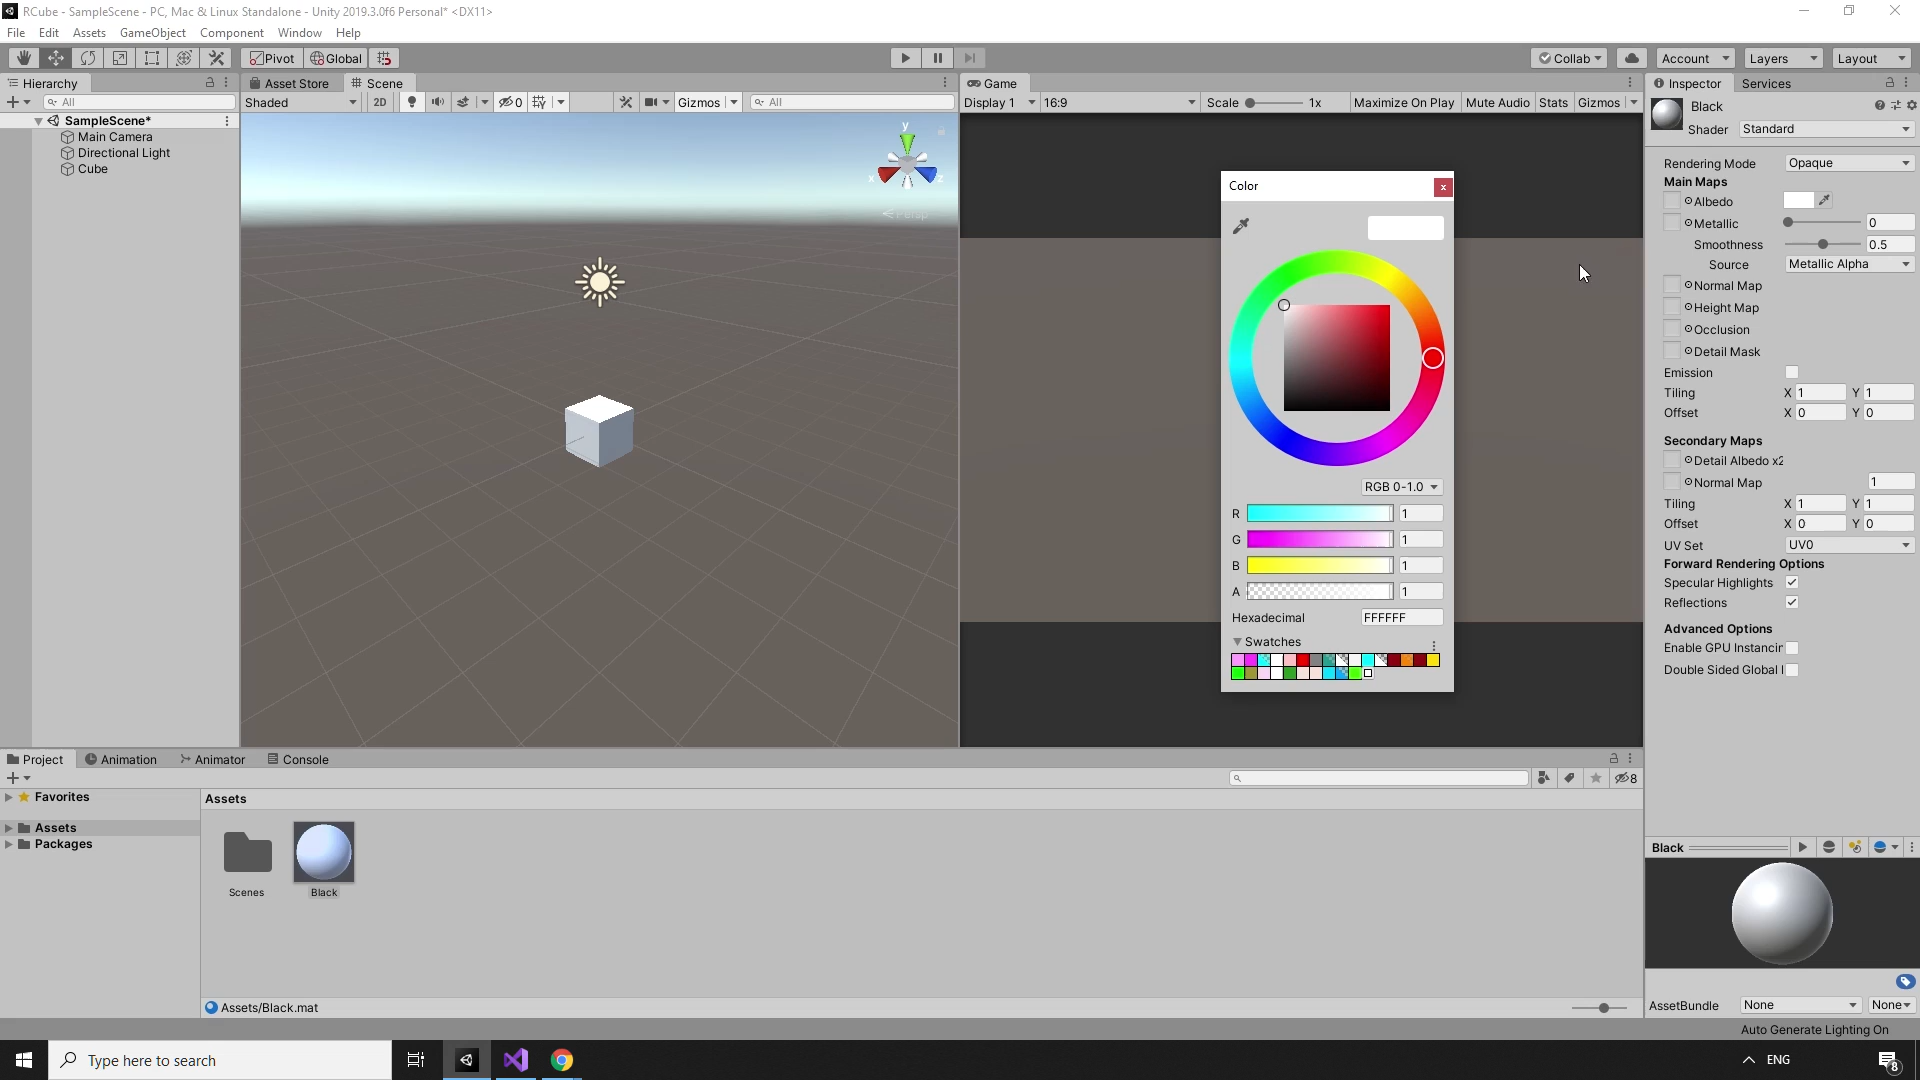 RCube - SampleScene - PC, Mac & Linux Standalone - Unity 2019.3.0f6 Personal* <DX11>
File Edit Assets GameObject Component Window Help
Pivot Global Collab Account Layers Layout
Hierarchy
All
SampleScene*
Main Camera
Directional Light
Cube
Asset Store Scene
Shaded 2D 0 Gizmos All
y
x z
Persp
Game
Display 1 16:9 Scale 1x Maximize On Play Mute Audio Stats Gizmos
Color
RGB 0-1.0
R 1
G 1
B 1
A 1
Hexadecimal FFFFFF
Swatches
Inspector Services
Black
Shader Standard
Rendering Mode Opaque
Main Maps
Albedo
Metallic 0
Smoothness 0.5
Source Metallic Alpha
Normal Map
Height Map
Occlusion
Detail Mask
Emission
Tiling X 1 Y 1
Offset X 0 Y 0
Secondary Maps
Detail Albedo x2
Normal Map 1
Tiling X 1 Y 1
Offset X 0 Y 0
UV Set UV0
Forward Rendering Options
Specular Highlights
Reflections
Advanced Options
Enable GPU Instancin
Double Sided Global I
Black
AssetBundle None None
Project Animation Animator Console
8
Favorites
Assets
Packages
Assets
Scenes Black
Assets/Black.mat
Auto Generate Lighting On
Type here to search
ENG
8